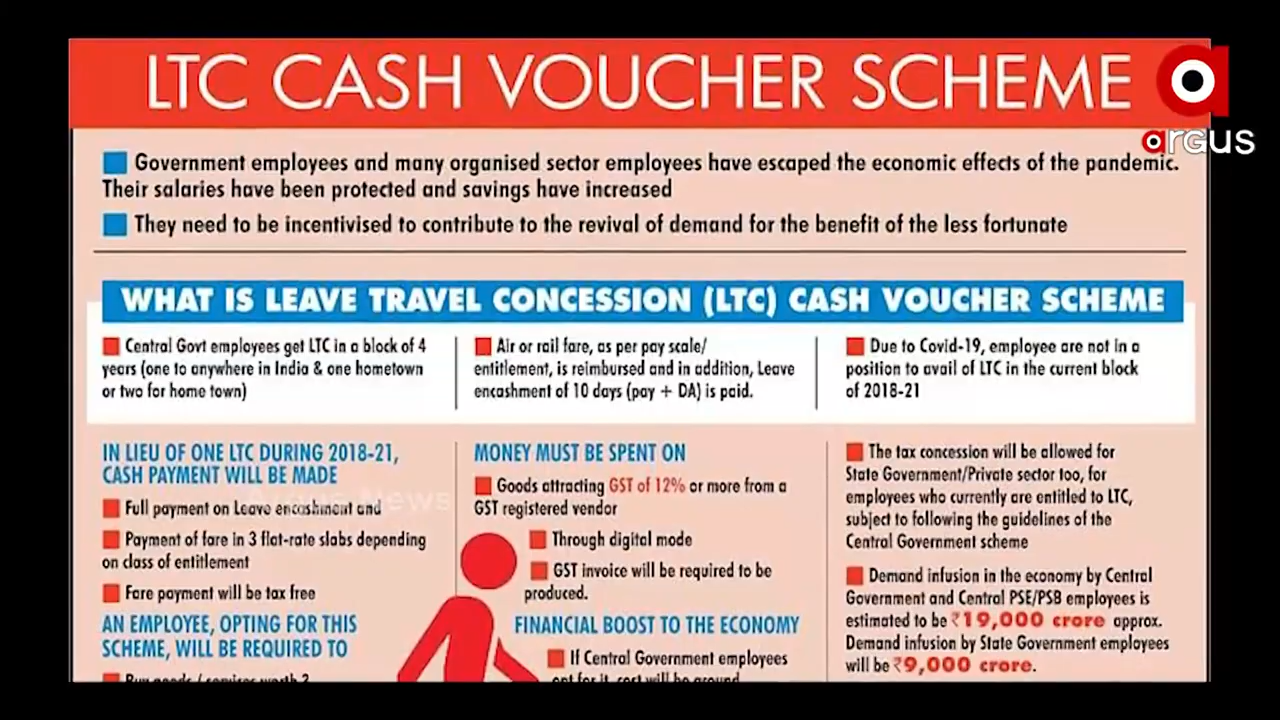 LTC CASH VOUCHER SCHEME
argus
Government employees and many organised sector employees have escaped the economic effects of the pandemic.
Their salaries have been protected and savings have increased
They need to be incentivised to contribute to the revival of demand for the benefit of the less fortunate
WHAT IS LEAVE TRAVEL CONCESSION (LTC) CASH VOUCHER SCHEME
Central Govt employees get LTC in a block of 4
years (one to anywhere in India & one hometown
or two for home town)
Air or rail fare, as per pay scale/
entitlement, is reimbursed and in addition, Leave
encashment of 10 days (pay + DA) is paid.
Due to Covid-19, employee are not in a
position to avail of LTC in the current block
of 2018-21
IN LIEU OF ONE LTC DURING 2018-21,
CASH PAYMENT WILL BE MADE
Full payment on Leave encashment and
Payment of fare in 3 flat-rate slabs depending
on class of entitlement
Fare payment will be tax free
AN EMPLOYEE, OPTING FOR THIS
SCHEME, WILL BE REQUIRED TO
Buy goods / services worth 3
MONEY MUST BE SPENT ON
Goods attracting GST of 12% or more from a
GST registered vendor
Through digital mode
GST invoice will be required to be
produced.
FINANCIAL BOOST TO THE ECONOMY
If Central Government employees
opt for it, cost will be around
The tax concession will be allowed for
State Government/Private sector too, for
employees who currently are entitled to LTC,
subject to following the guidelines of the
Central Government scheme
Demand infusion in the economy by Central
Government and Central PSE/PSB employees is
estimated to be ₹19,000 crore approx.
Demand infusion by State Government employees
will be ₹9,000 crore.
Argus News